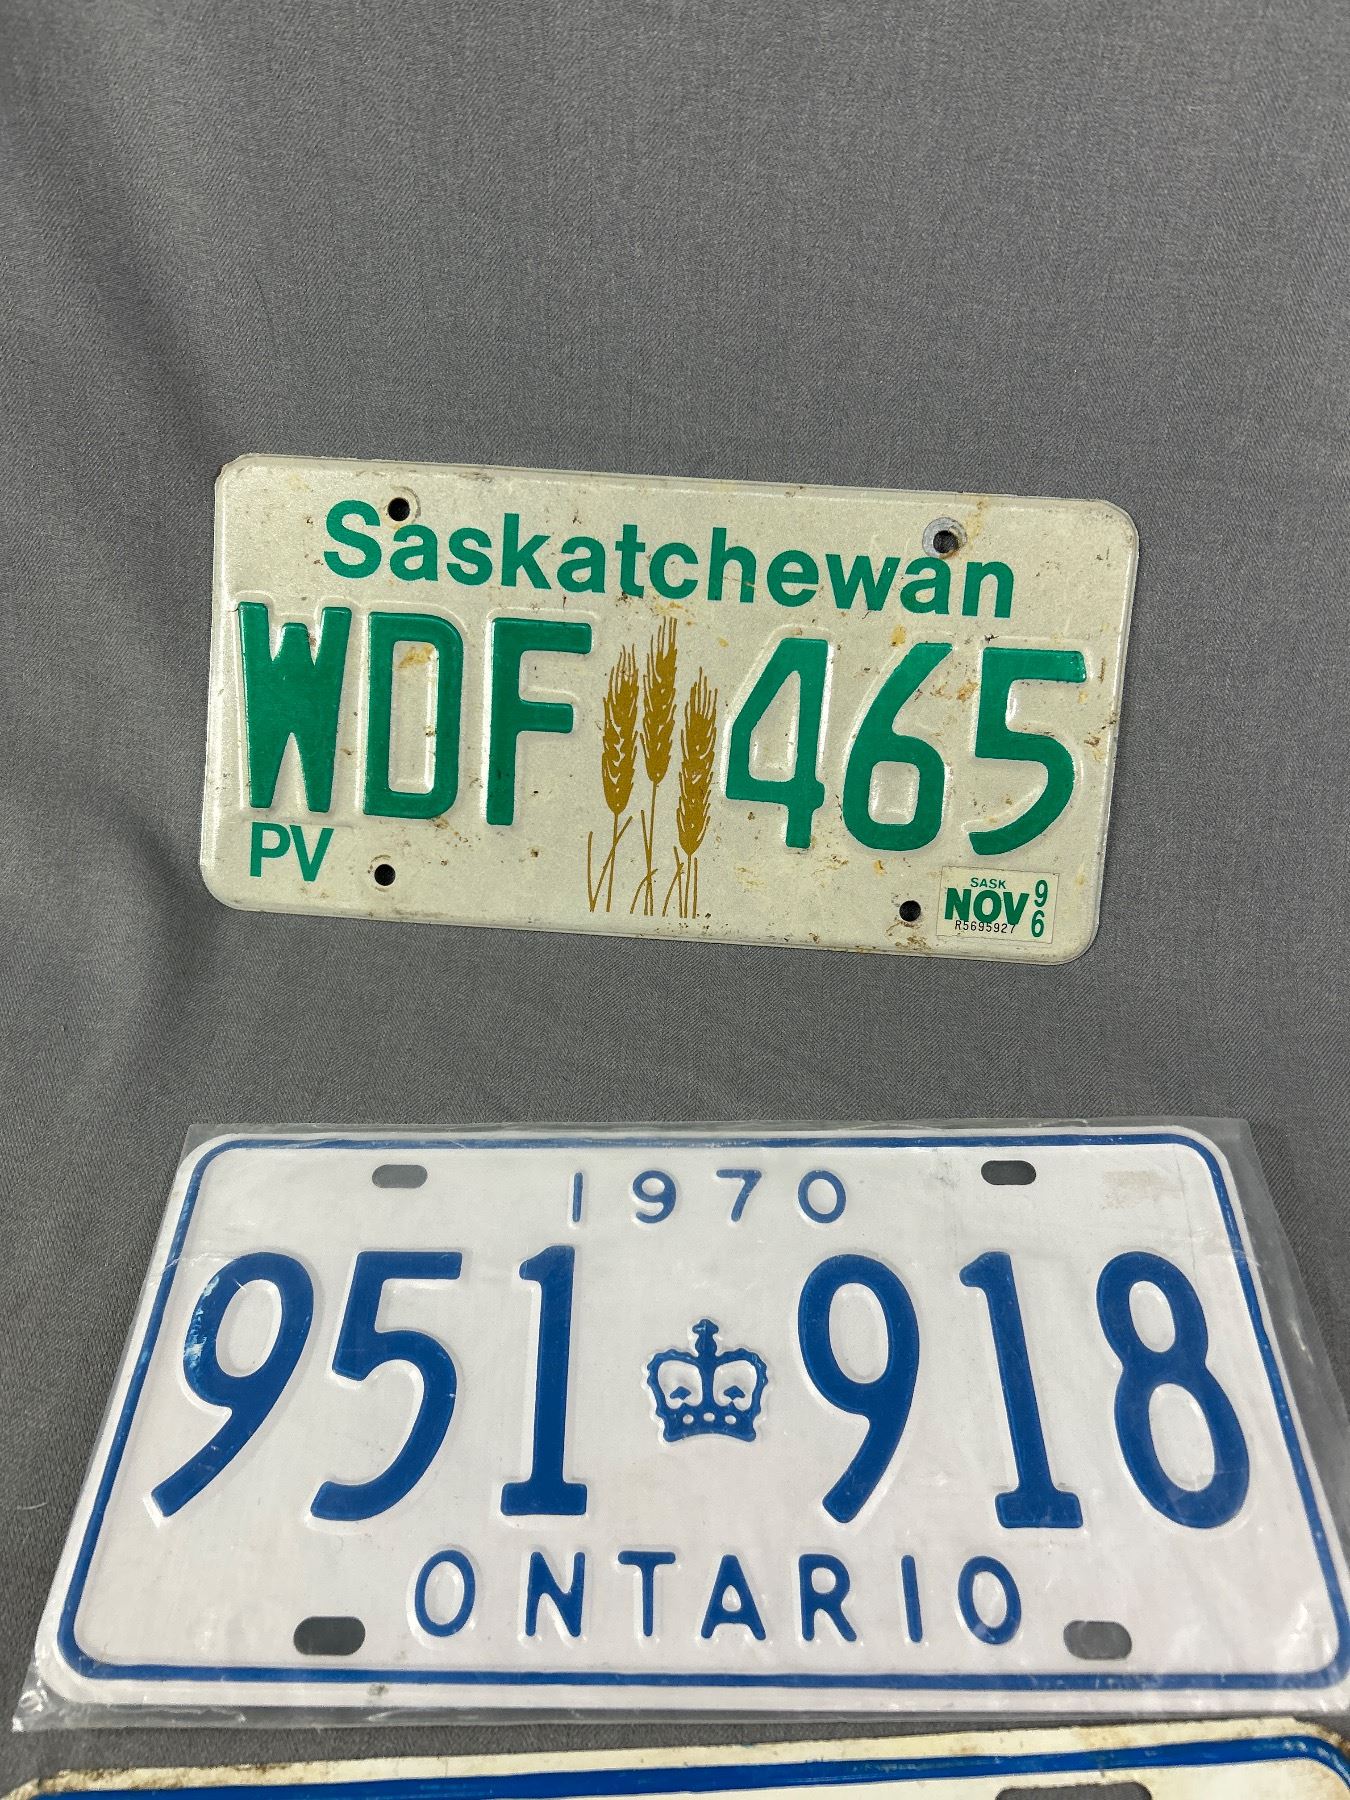 Saskatchewan
WDF 465
PV
SASK
NOV 96
R5695927
1970
951 918
ONTARIO